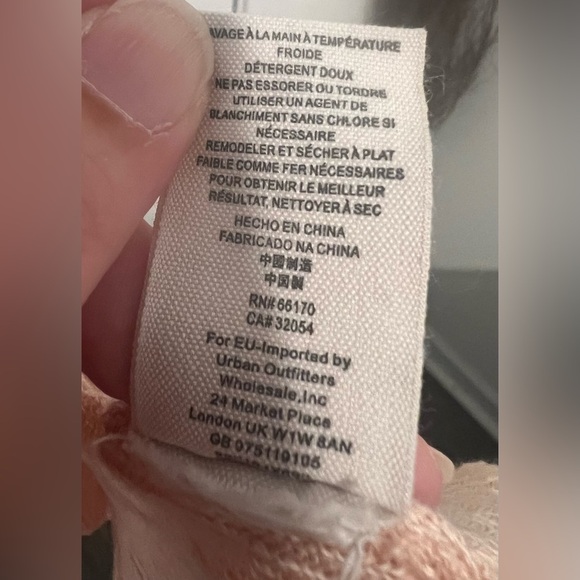 AVAGE À LA MAIN À TEMPÉRATURE
FROIDE
DÉTERGENT DOUX
NE PAS ESSORER OU TORDRE
UTILISER UN AGENT DE
BLANCHIMENT SANS CHLORE SI
NÉCESSAIRE
REMODELER ET SÉCHER À PLAT
FAIBLE COMME FER NÉCESSAIRES
POUR OBTENIR LE MEILLEUR
RÉSULTAT, NETTOYER À SEC
HECHO EN CHINA
FABRICADO NA CHINA
中國制造
中国製
RN# 66170
CA# 32054
For EU-Imported by
Urban Outfitters
Wholesale,Inc
24 Market Place
London UK W1W 8AN
GB 075119105